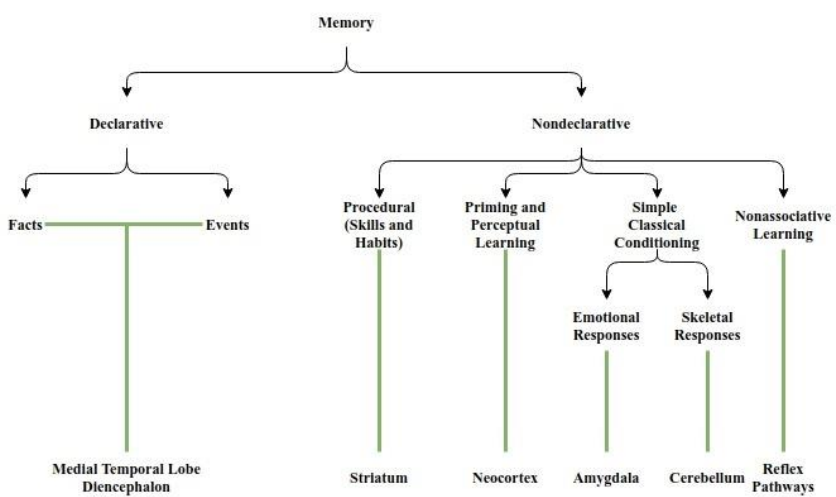 Memory
Declarative
Nondeclarative
Facts
Events
Procedural
(Skills and
Habits)
Priming and
Perceptual
Learning
Simple
Classical
Conditioning
Nonassociative
Learning
Emotional
Responses
Skeletal
Responses
Medial Temporal Lobe
Diencephalon
Striatum
Neocortex
Amygdala
Cerebellum
Reflex
Pathways